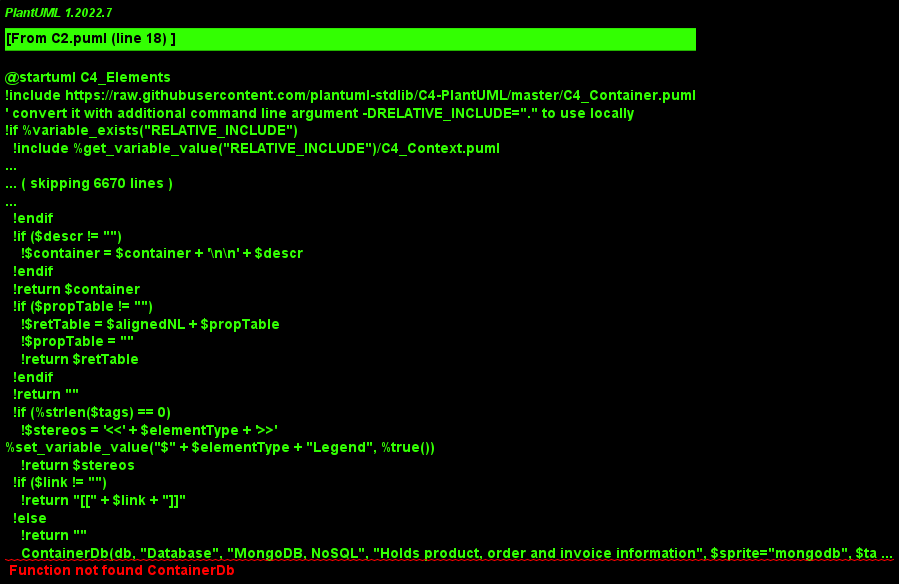 PlantUML 1.2022.7
[From C2.puml (line 18) ]
@startuml C4_Elements
!include https://raw.githubusercontent.com/plantuml-stdlib/C4-PlantUML/master/C4_Container.puml
' convert it with additional command line argument -DRELATIVE_INCLUDE="." to use locally
!if %variable_exists("RELATIVE_INCLUDE")
!include %get_variable_value("RELATIVE_INCLUDE")/C4_Context.puml
...
... ( skipping 6670 lines )
...
!endif
!if ($descr != "")
!$container = $container + '\n\n' + $descr
!endif
!return $container
!if ($propTable != "")
!$retTable = $alignedNL + $propTable
!$propTable = ""
!return $retTable
!endif
!return ""
!if (%strlen($tags) == 0)
!$stereos = '<<' + $elementType + '>>'
%set_variable_value("$" + $elementType + "Legend", %true())
!return $stereos
!if ($link != "")
!return "[[" + $link + "]]"
!else
!return ""
ContainerDb(db, "Database", "MongoDB, NoSQL", "Holds product, order and invoice information", $sprite="mongodb", $ta ...
Function not found ContainerDb